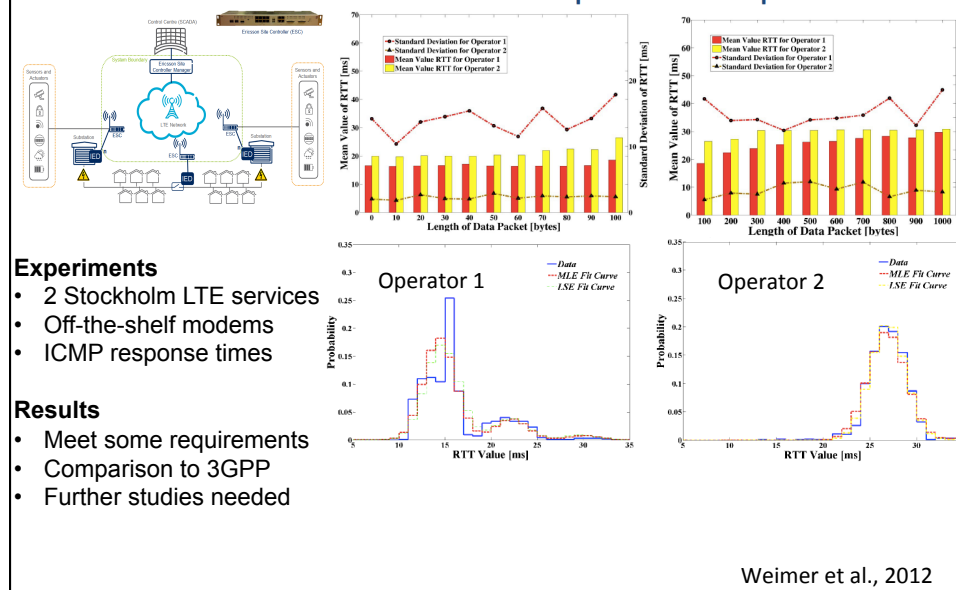 Control Centre (SCADA)
Ericsson Site Controller (ESC)
System Boundary
Ericsson Site
Controller Manager
Sensors and
Actuators
Sensors and
Actuators
LTE Network
ESC
ESC
ESC
Substation
Substation
IED
IED
IED
Standard Deviation for Operator 1
Standard Deviation for Operator 2
Mean Value RTT for Operator 1
Mean Value RTT for Operator 2
Mean Value of RTT [ms]
70
60
50
40
30
20
10
0
Standard Deviation of RTT [ms]
20
10
0
0 10 20 30 40 50 60 70 80 90 100
Length of Data Packet [bytes]
Mean Value RTT for Operator 1
Mean Value RTT for Operator 2
Standard Deviation for Operator 1
Standard Deviation for Operator 2
Mean Value of RTT [ms]
70
60
50
40
30
20
10
0
100 200 300 400 500 600 700 800 900 1000
Length of Data Packet [bytes]
Experiments
• 2 Stockholm LTE services
• Off-the-shelf modems
• ICMP response times
Results
• Meet some requirements
• Comparison to 3GPP
• Further studies needed
Operator 1
Data
MLE Fit Curve
LSE Fit Curve
Probability
0.35
0.3
0.25
0.2
0.15
0.1
0.05
0
5 10 15 20 25 30 35
RTT Value [ms]
Operator 2
Data
MLE Fit Curve
LSE Fit Curve
Probability
0.35
0.3
0.25
0.2
0.15
0.1
0.05
0
5 10 15 20 25 30
RTT Value [ms]
Weimer et al., 2012